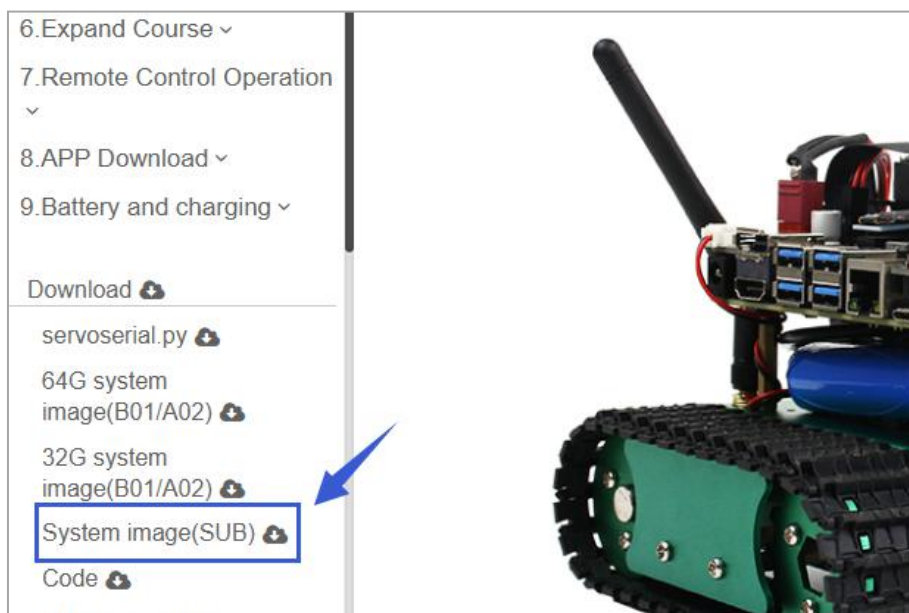 6.Expand Course
7.Remote Control Operation
8.APP Download
9.Battery and charging
Download
servoserial.py
64G system
image(B01/A02)
32G system
image(B01/A02)
System image(SUB)
Code